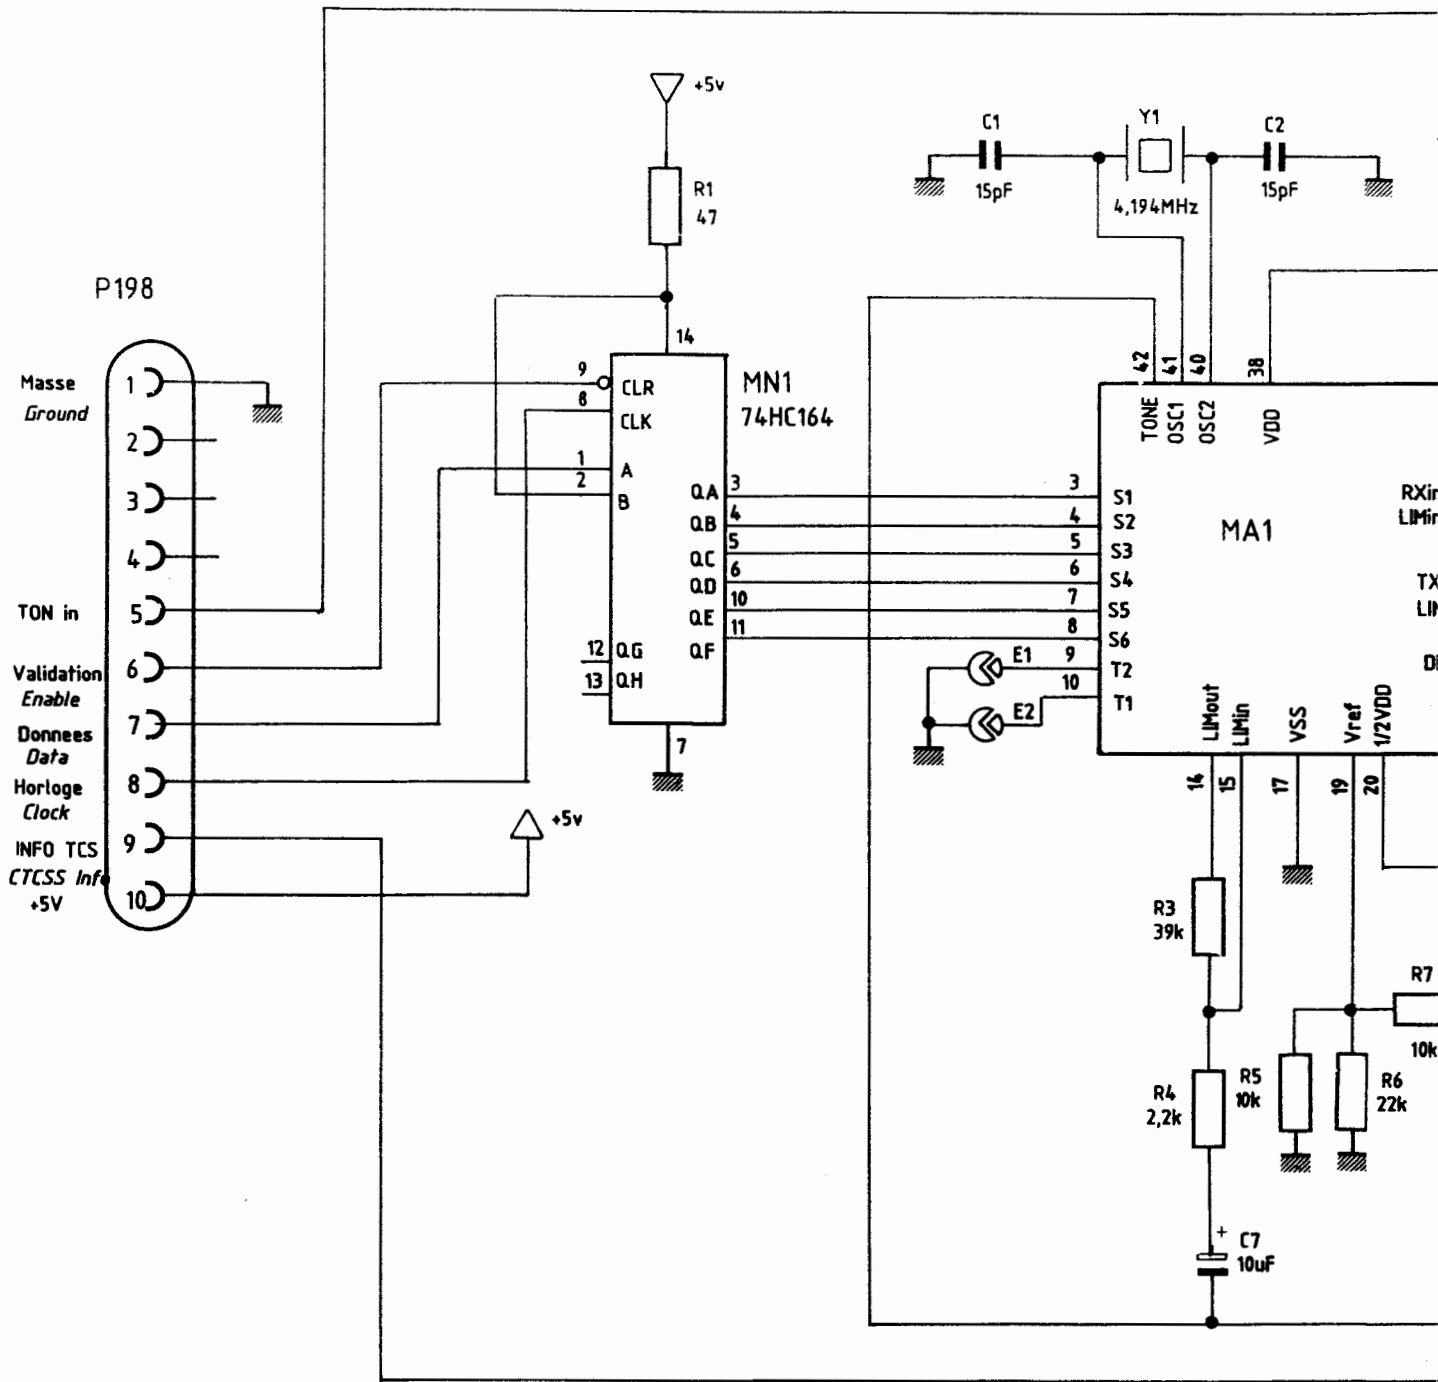 +5v
R1
47
P198
Masse
Ground
1
2
3
4
TON in
5
Validation
Enable
6
Donnees
Data
7
Horloge
Clock
8
INFO TCS
CTCSS Info
9
+5V
10
+5v
14
9
CLR
8
CLK
1
A
2
B
MN1
74HC164
QA
3
QB
4
QC
5
QD
6
QE
10
QF
11
12
QG
13
QH
7
C1
15pF
Y1
4,194MHz
C2
15pF
42
41
40
38
TONE
OSC1
OSC2
VDD
MA1
3
S1
4
S2
5
S3
6
S4
7
S5
8
S6
9
T2
10
T1
E1
E2
RXin
LIMin
TX
LIM
LIMout
LIMin
VSS
Vref
1/2VDD
14
15
17
19
20
R3
39k
R4
2,2k
R5
10k
R6
22k
R7
10k
+
C7
10uF